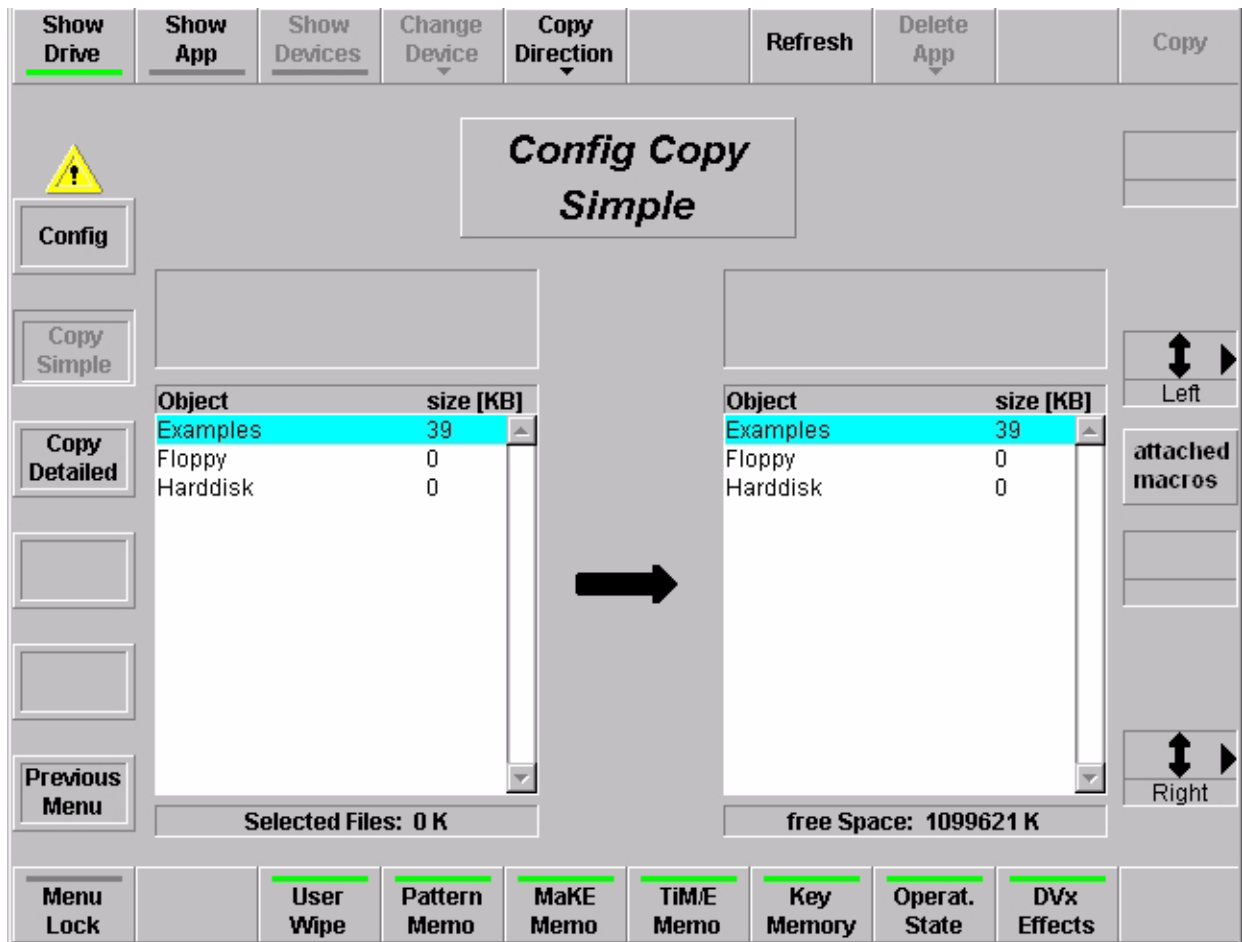 Show Drive
Show App
Show Devices
Change Device
Copy Direction
Refresh
Delete App
Copy
Config Copy
Simple
Config
Copy
Simple
Copy
Detailed
Previous
Menu
Object size [KB]
Examples 39
Floppy 0
Harddisk 0
Selected Files: 0 K
Object size [KB]
Examples 39
Floppy 0
Harddisk 0
free Space: 1099621 K
Left
attached
macros
Right
Menu Lock
User Wipe
Pattern Memo
MaKE Memo
TiM/E Memo
Key Memory
Operat. State
DVx Effects